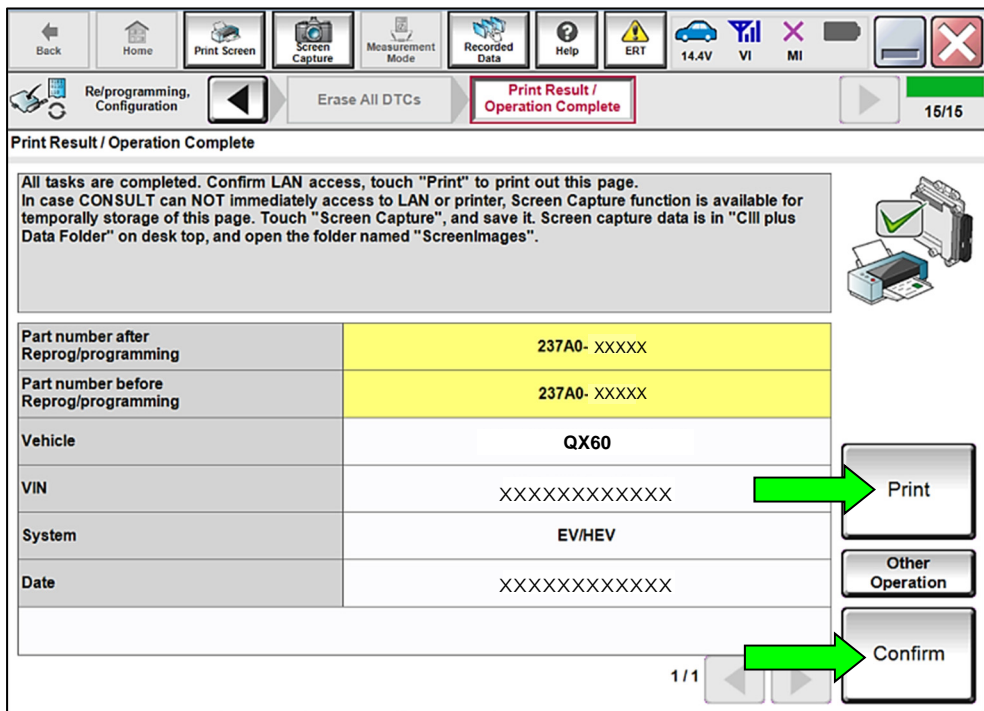 Back
Home
Print Screen
Screen
Capture
Measurement
Mode
Recorded
Data
Help
ERT
14.4V
VI
MI
Re/programming,
Configuration
Erase All DTCs
Print Result /
Operation Complete
15/15
Print Result / Operation Complete
All tasks are completed. Confirm LAN access, touch "Print" to print out this page.
In case CONSULT can NOT immediately access to LAN or printer, Screen Capture function is available for
temporally storage of this page. Touch "Screen Capture", and save it. Screen capture data is in "CIII plus
Data Folder" on desk top, and open the folder named "ScreenImages".
Part number after
Reprog/programming
237A0- XXXXX
Part number before
Reprog/programming
237A0- XXXXX
Vehicle
QX60
VIN
XXXXXXXXXXXX
Print
System
EV/HEV
Other
Operation
Date
XXXXXXXXXXXX
Confirm
1/1